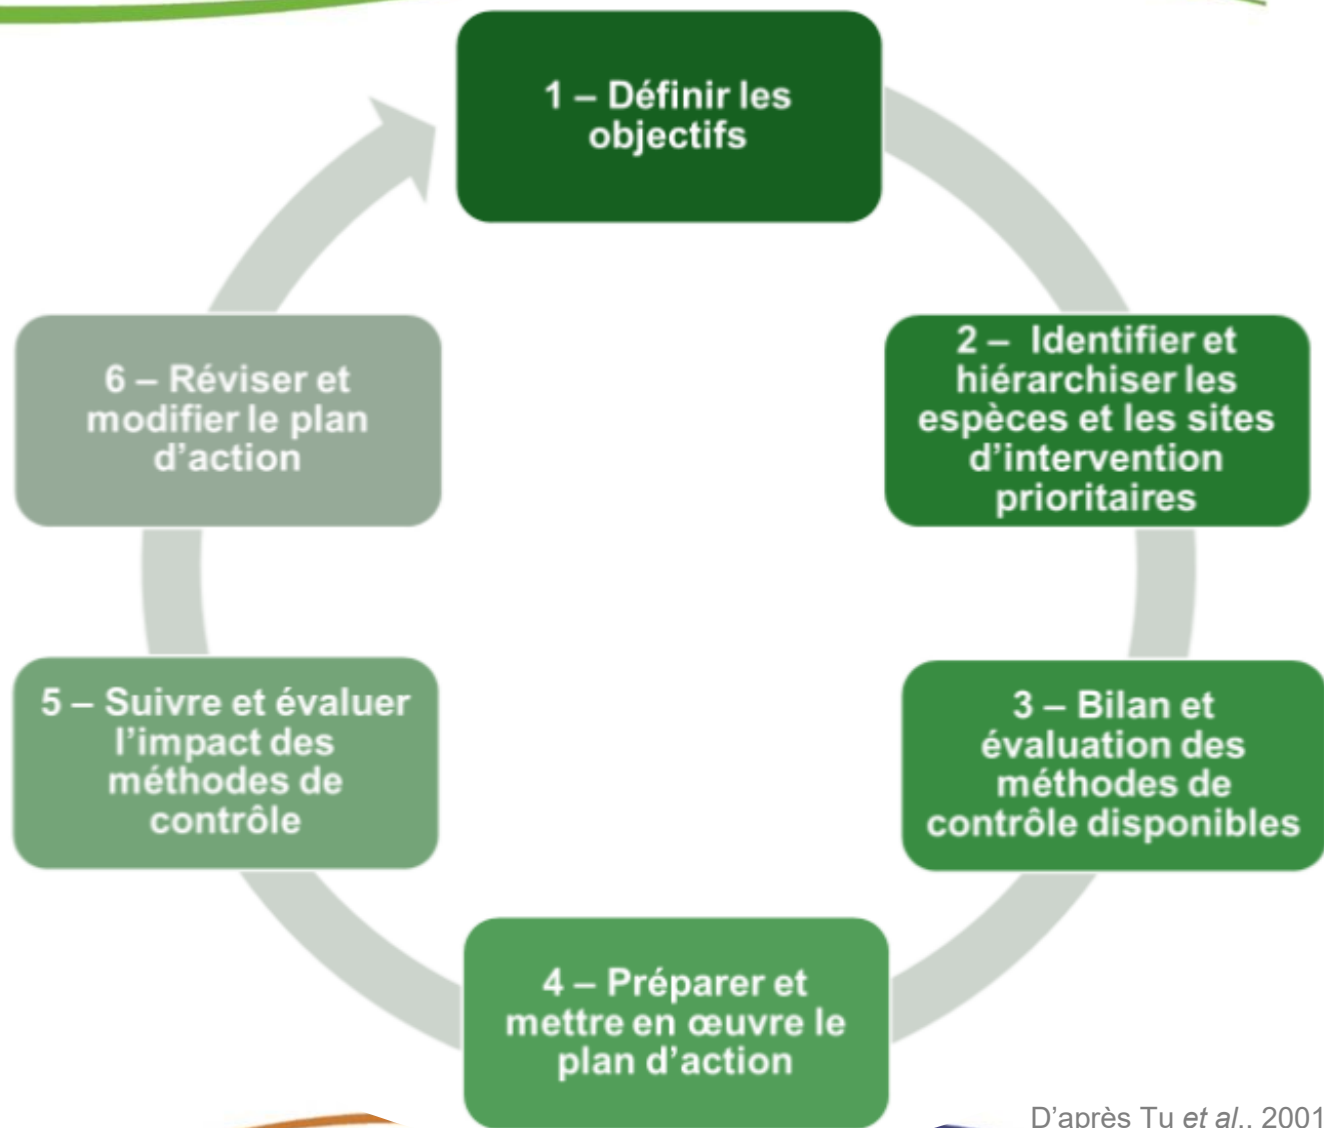 1 – Définir les
objectifs
2 – Identifier et
hiérarchiser les
espèces et les sites
d’intervention
prioritaires
3 – Bilan et
évaluation des
méthodes de
contrôle disponibles
4 – Préparer et
mettre en œuvre le
plan d’action
5 – Suivre et évaluer
l’impact des
méthodes de
contrôle
6 – Réviser et
modifier le plan
d’action
D’après Tu et al., 2001